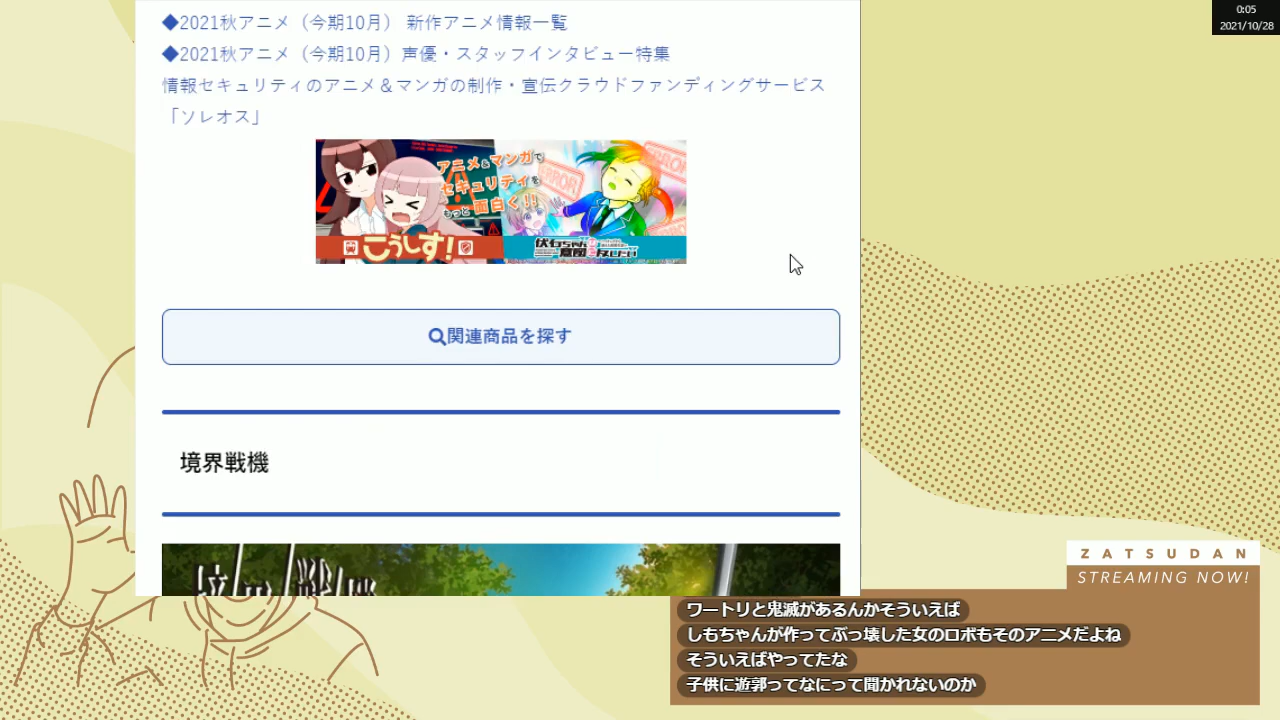 0:05
2021/10/28
◆2021秋アニメ（今期10月） 新作アニメ情報一覧
◆2021秋アニメ（今期10月）声優・スタッフインタビュー特集
情報セキュリティのアニメ＆マンガの制作・宣伝クラウドファンディングサービス
「ソレオス」
アニメ&マンガで
セキュリティを
もっと面白く!!
ERROR
ERROR
こうしす!
関連商品を探す
境界戦機
ZATSUDAN
STREAMING NOW!
ワートリと鬼滅があるんかそういえば
しもちゃんが作ってぶっ壊した女のロボもそのアニメだよね
そういえばやってたな
子供に遊郭ってなにって聞かれないのか